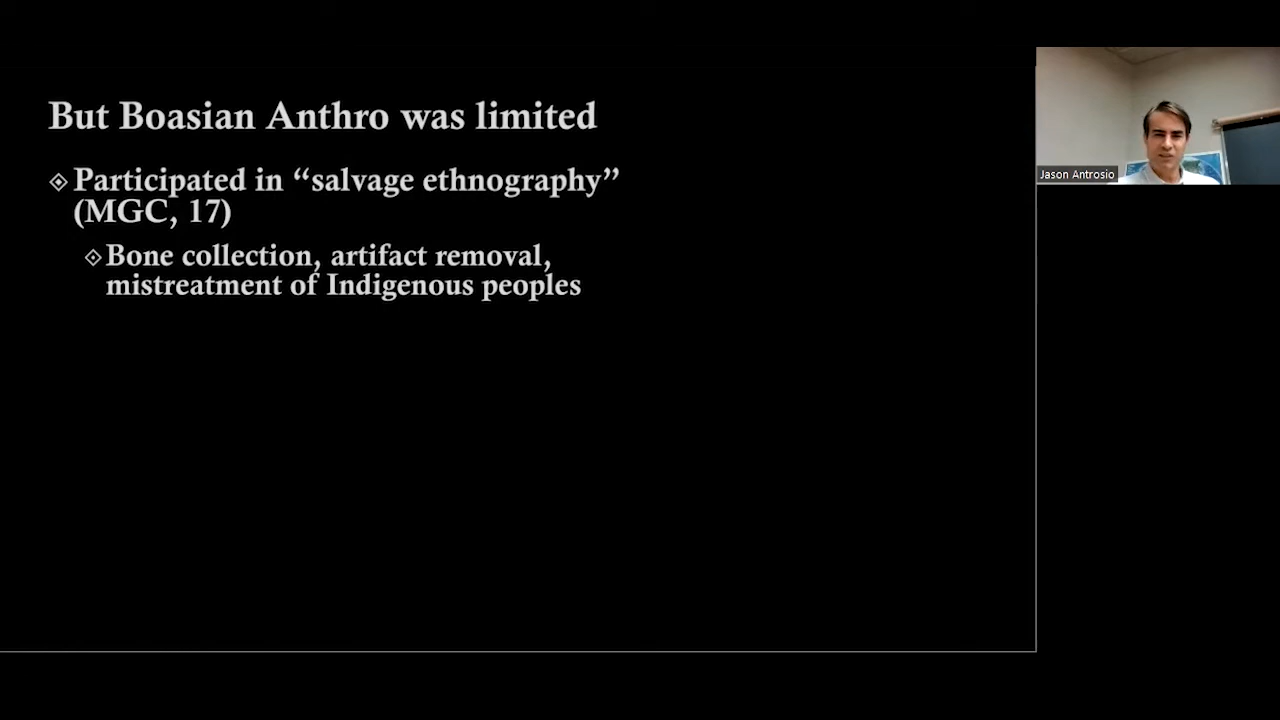 But Boasian Anthro was limited
Participated in “salvage ethnography”
(MGC, 17)
Bone collection, artifact removal,
mistreatment of Indigenous peoples
Jason Antrosio